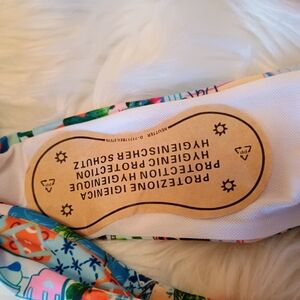 PROTEZIONE IGIENICA
PROTECTION HYGIENIQUE
HYGIENIC PROTECTION
HYGIENISCHER SCHUTZ